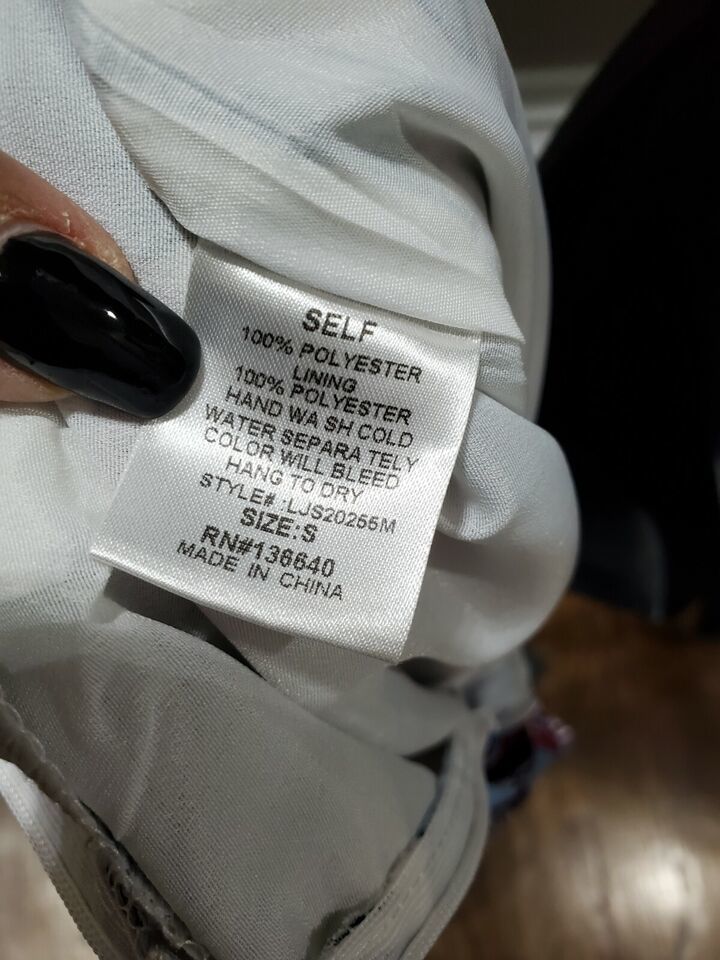 SELF
100% POLYESTER
LINING
100% POLYESTER
HAND WA SH COLD
WATER SEPARA TELY
COLOR WILL BLEED
HANG TO DRY
STYLE# :LJS20255M
SIZE:S
RN#136640
MADE IN CHINA